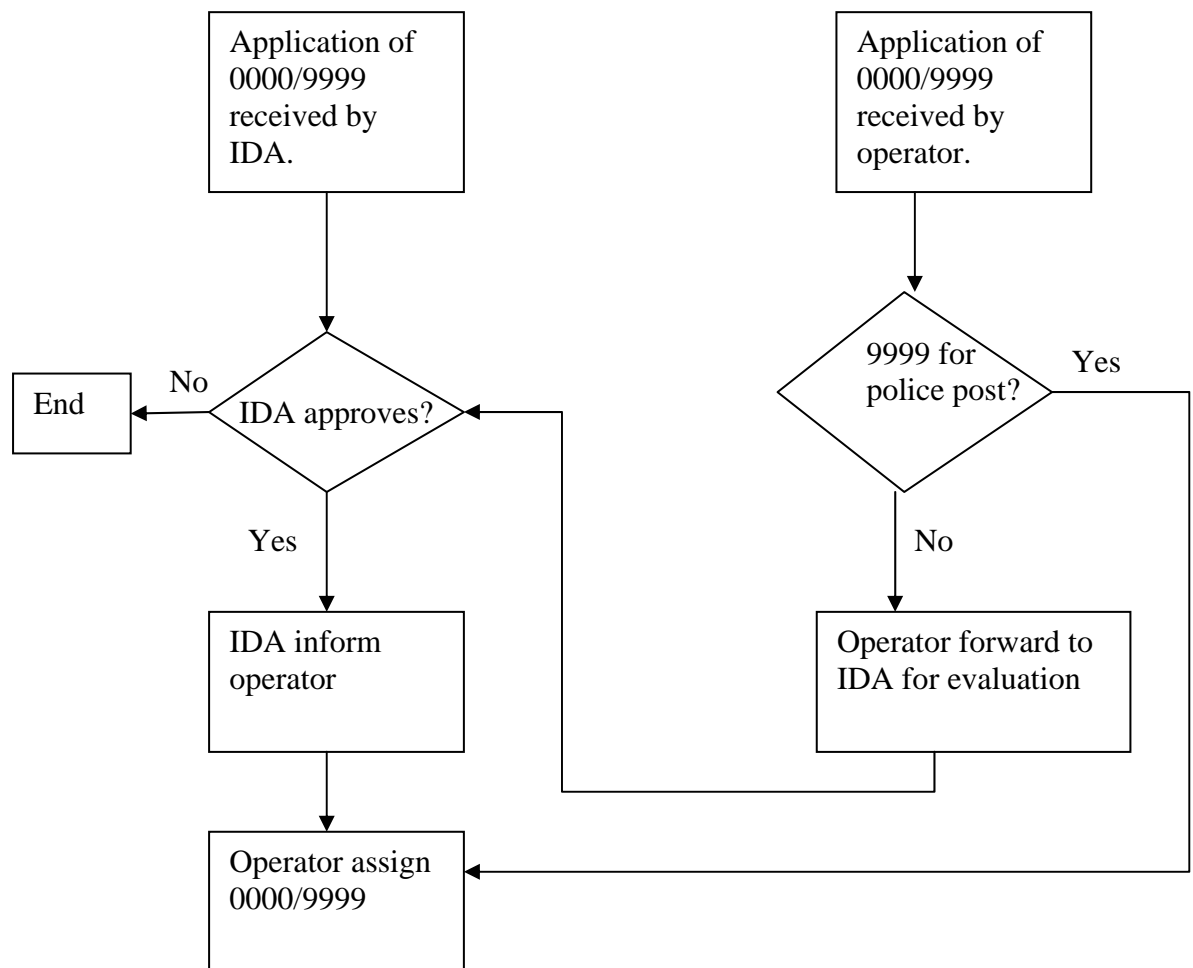 Application of
0000/9999
received by
IDA.
Application of
0000/9999
received by
operator.
9999 for
police post?
Yes
End
No
IDA approves?
Yes
No
IDA inform
operator
Operator forward to
IDA for evaluation
Operator assign
0000/9999